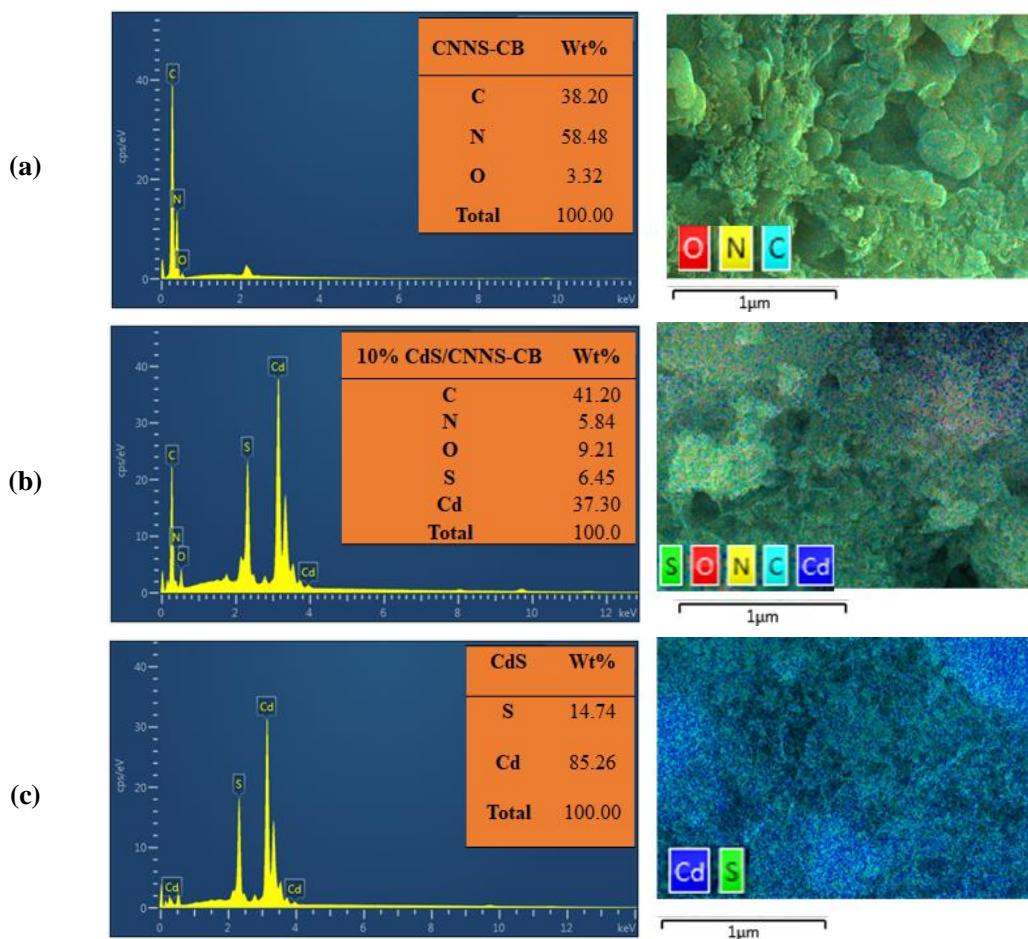 (a)
cps/eV
40
20
0
C
N
O
0 2 4 6 8 10 keV
CNNS-CB Wt%
C 38.20
N 58.48
O 3.32
Total 100.00
O N C
1µm
(b)
cps/eV
40
30
20
10
0
C
N
O
S
Cd
Cd
0 2 4 6 8 10 12 keV
10% CdS/CNNS-CB Wt%
C 41.20
N 5.84
O 9.21
S 6.45
Cd 37.30
Total 100.0
S O N C Cd
1µm
(c)
cps/eV
40
30
20
10
0
Cd
S
Cd
Cd
0 2 4 6 8 10 keV
CdS Wt%
S 14.74
Cd 85.26
Total 100.00
Cd S
1µm